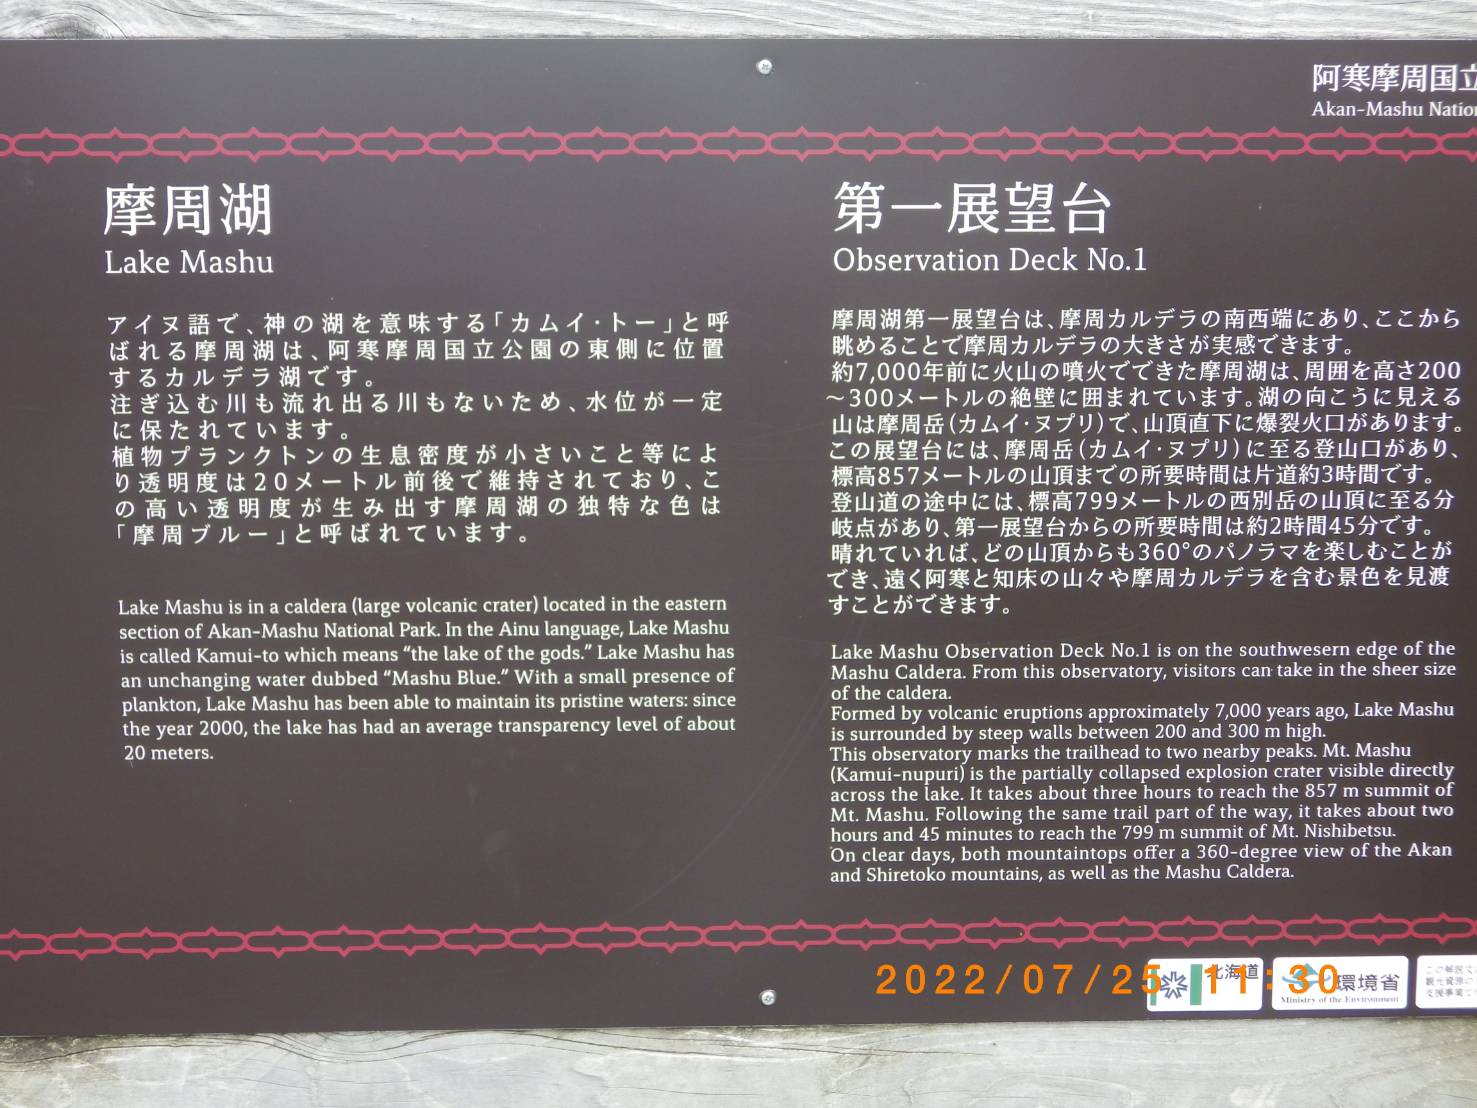 阿寒摩周国立
Akan-Mashu Nation
摩周湖
Lake Mashu
アイヌ語で、神の湖を意味する「カムイ・トー」と呼
ばれる摩周湖は、阿寒摩周国立公園の東側に位置
するカルデラ湖です。
注ぎ込む川も流れ出る川もないため、水位が一定
に保たれています。
植物プランクトンの生息密度が小さいこと等によ
り透明度は20メートル前後で維持されており、こ
の高い透明度が生み出す摩周湖の独特な色は
「摩周ブルー」と呼ばれています。
Lake Mashu is in a caldera (large volcanic crater) located in the eastern
section of Akan-Mashu National Park. In the Ainu language, Lake Mashu
is called Kamui-to which means “the lake of the gods.” Lake Mashu has
an unchanging water dubbed “Mashu Blue.” With a small presence of
plankton, Lake Mashu has been able to maintain its pristine waters: since
the year 2000, the lake has had an average transparency level of about
20 meters.
第一展望台
Observation Deck No.1
摩周湖第一展望台は、摩周カルデラの南西端にあり、ここから
眺めることで摩周カルデラの大きさが実感できます。
約7,000年前に火山の噴火でできた摩周湖は、周囲を高さ200
～300メートルの絶壁に囲まれています。湖の向こうに見える
山は摩周岳（カムイ・ヌプリ）で、山頂直下に爆裂火口があります。
この展望台には、摩周岳（カムイ・ヌプリ）に至る登山口があり、
標高857メートルの山頂までの所要時間は片道約3時間です。
登山道の途中には、標高799メートルの西別岳の山頂に至る分
岐点があり、第一展望台からの所要時間は約2時間45分です。
晴れていれば、どの山頂からも360°のパノラマを楽しむことが
でき、遠く阿寒と知床の山々や摩周カルデラを含む景色を見渡
すことができます。
Lake Mashu Observation Deck No.1 is on the southwesern edge of the
Mashu Caldera. From this observatory, visitors can take in the sheer size
of the caldera.
Formed by volcanic eruptions approximately 7,000 years ago, Lake Mashu
is surrounded by steep walls between 200 and 300 m high.
This observatory marks the trailhead to two nearby peaks. Mt. Mashu
(Kamui-nupuri) is the partially collapsed explosion crater visible directly
across the lake. It takes about three hours to reach the 857 m summit of
Mt. Mashu. Following the same trail part of the way, it takes about two
hours and 45 minutes to reach the 799 m summit of Mt. Nishibetsu.
On clear days, both mountaintops offer a 360-degree view of the Akan
and Shiretoko mountains, as well as the Mashu Caldera.
2022/07/25 11:30
北海道
環境省
Ministry of the Environment